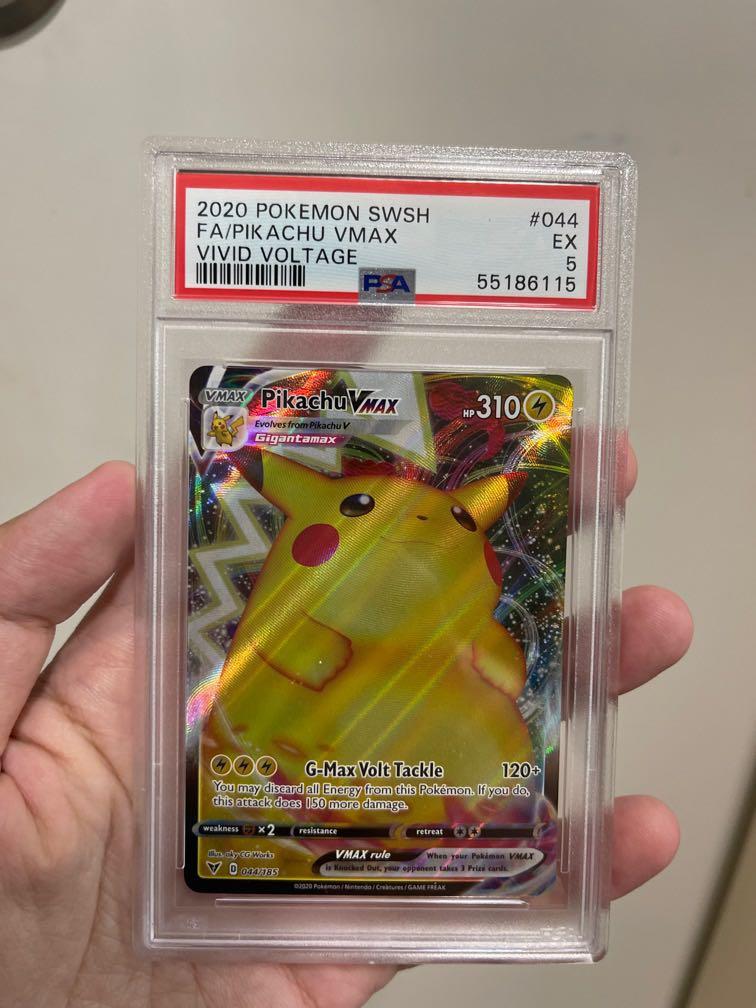 2020 POKEMON SWSH #044
FA/PIKACHU VMAX EX
VIVID VOLTAGE 5
PSA 55186115
VMAX Pikachu VMAX HP 310
Evolves from Pikachu V
Gigantamax
G-Max Volt Tackle 120+
You may discard all Energy from this Pokémon. If you do,
this attack does 150 more damage.
weakness ×2 resistance retreat
Illus. aky CG Works VMAX rule When your Pokémon VMAX
is Knocked Out, your opponent takes 3 Prize cards.
D 044/185
©2020 Pokémon / Nintendo / Creatures / GAME FREAK